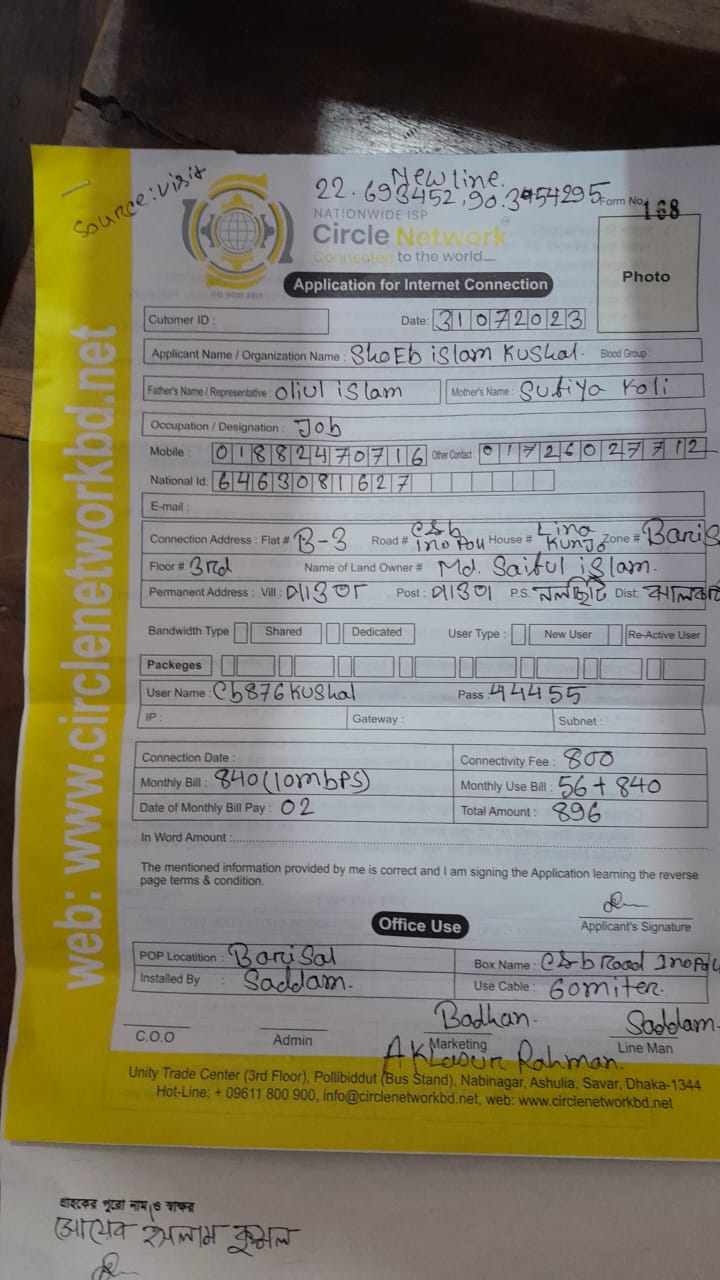 Source: visit
New line.
22.693452,90.3454295
Form No. 168
NATIONWIDE ISP
Circle Network
Connected to the world....
ISO 9001:2015
Photo
Application for Internet Connection
web: www.circlenetworkbd.net
Cutomer ID :
Date: 31072023
Applicant Name / Organization Name : ShoEb islam Kushal. Blood Group :
Father's Name / Representative : Oliul islam Mother's Name : Sufiya Koli
Occupation / Designation : Job
Mobile : 01882470716 Other Contact : 01726027712
National Id: 6463081627
E-mail :
Connection Address : Flat # B-3 Road # C&b House # Lina Kunjo Zone # Baris
Floor # 3rd Name of Land Owner # Md. Saiful islam.
Permanent Address : Vill : Post : P.S. নলছিটি Dist:
Bandwidth Type Shared Dedicated User Type : New User Re-Active User
Packeges
User Name : Cb876Kushal Pass : 44455
IP : Gateway : Subnet :
Connection Date : Connectivity Fee : 800
Monthly Bill : 840(10mbps) Monthly Use Bill : 56 + 840
Date of Monthly Bill Pay : 02 Total Amount : 896
In Word Amount :
The mentioned information provided by me is correct and I am signing the Application learning the reverse
page terms & condition.
Applicant's Signature
Office Use
POP Locatition : Barisal Box Name : C&b Road
Installed By : Saddam. Use Cable : 60miter.
Badhan. Saddam.
C.O.O Admin Marketing Line Man
Rahman.
Unity Trade Center (3rd Floor), Pollibiddut (Bus Stand), Nabinagar, Ashulia, Savar, Dhaka-1344
Hot-Line: + 09611 800 900, info@circlenetworkbd.net, web: www.circlenetworkbd.net
গ্রাহকের পুরো নাম ও স্বাক্ষর
ইসলাম কুশল